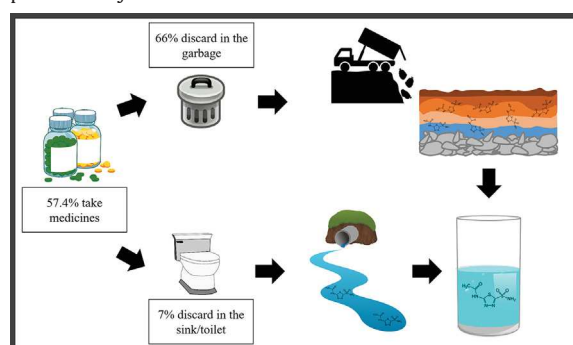 66% discard in the
garbage
57.4% take
medicines
7% discard in the
sink/toilet